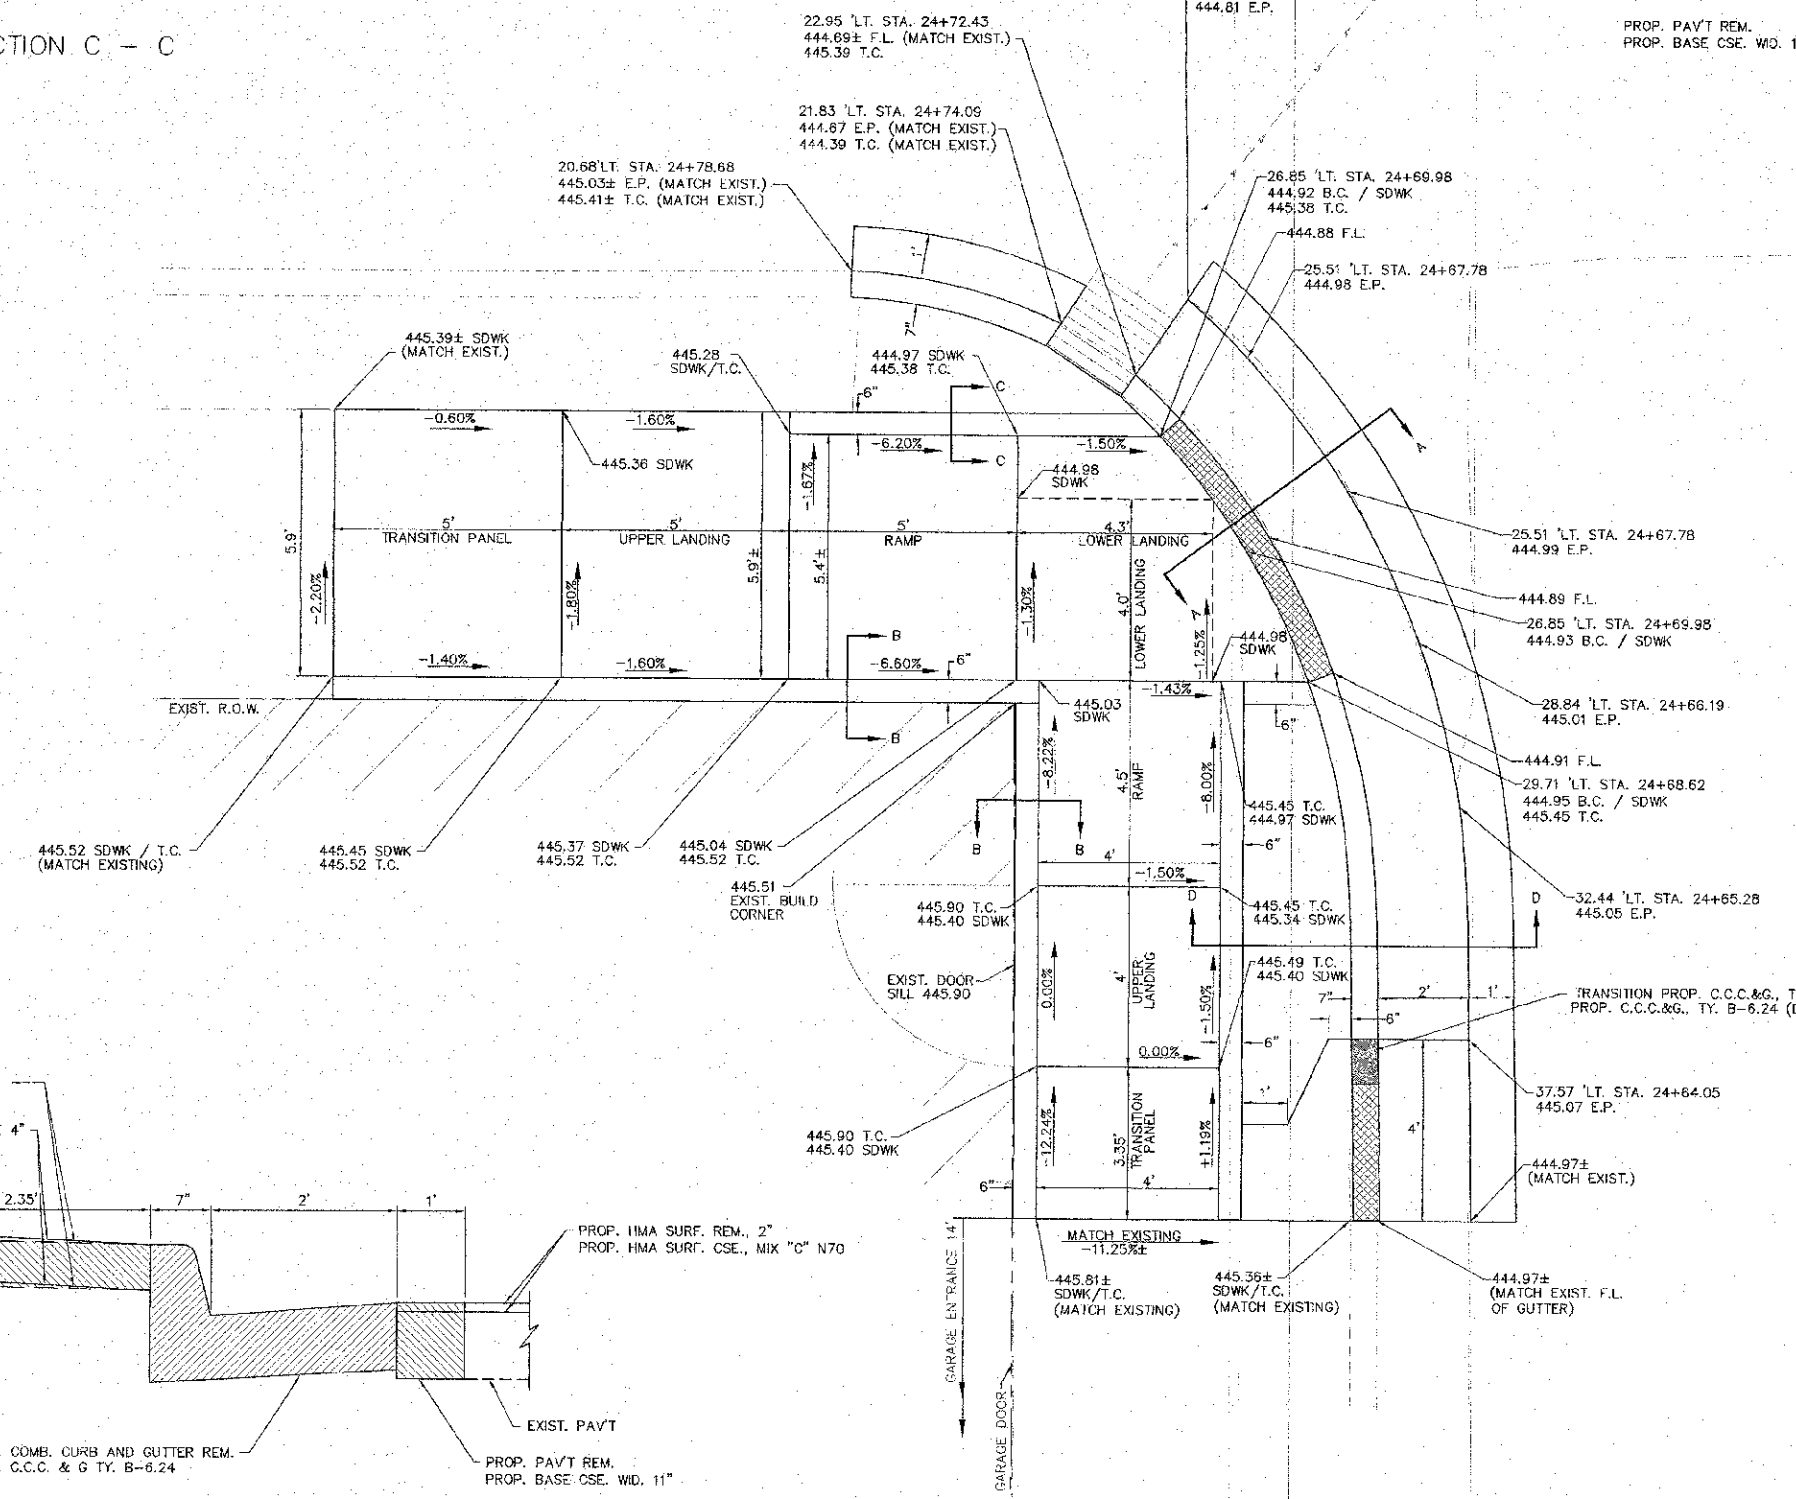 CTION C - C
22.95 'LT. STA. 24+72.43
444.69± F.L. (MATCH EXIST.)
445.39 T.C.
444.81 E.P.
PROP. PAV'T REM.
PROP. BASE CSE. WID. 1
21.83 'LT. STA. 24+74.09
444.67 E.P. (MATCH EXIST.)
444.39 T.C. (MATCH EXIST.)
20.68'LT. STA. 24+78.68
445.03± E.P. (MATCH EXIST.)
445.41± T.C. (MATCH EXIST.)
26.85 'LT. STA. 24+69.98
444.92 B.C. / SDWK
445.38 T.C.
444.88 F.L.
25.51 'LT. STA. 24+67.78
444.98 E.P.
1'
7"
445.39± SDWK
(MATCH EXIST.)
445.28
SDWK/T.C.
444.97 SDWK
445.38 T.C.
6"
C
C
-0.60%
-1.60%
-6.20%
-1.50%
445.36 SDWK
-1.67%
444.98
SDWK
A
5.9'
5'
TRANSITION PANEL
5'
UPPER LANDING
5'
RAMP
4.3'
LOWER LANDING
5.9'±
5.4'±
25.51 'LT. STA. 24+67.78
444.99 E.P.
-2.20%
-1.80%
-1.30%
4.0'
LOWER LANDING
-1.25%
A
444.89 F.L.
26.85 'LT. STA. 24+69.98
444.93 B.C. / SDWK
B
444.98
SDWK
-1.40%
-1.60%
-6.60%
6"
-1.43%
EXIST. R.O.W.
445.03
SDWK
6"
28.84 'LT. STA. 24+66.19
445.01 E.P.
B
-8.22%
4.5'
RAMP
-8.00%
444.91 F.L.
29.71 'LT. STA. 24+68.62
444.95 B.C. / SDWK
445.45 T.C.
445.45 T.C.
444.97 SDWK
445.52 SDWK / T.C.
(MATCH EXISTING)
445.45 SDWK
445.52 T.C.
445.37 SDWK
445.52 T.C.
445.04 SDWK
445.52 T.C.
B
B
6"
4'
445.51
EXIST. BUILD
CORNER
-1.50%
445.90 T.C.
445.40 SDWK
D
445.45 T.C.
445.34 SDWK
D
32.44 'LT. STA. 24+65.28
445.05 E.P.
EXIST. DOOR
SILL 445.90
0.00%
4'
UPPER
LANDING
-1.50%
445.49 T.C.
445.40 SDWK
7"
2'
1'
6"
TRANSITION PROP. C.C.C.&G., T
PROP. C.C.C.&G., TY. B-6.24 (
0.00%
6"
37.57 'LT. STA. 24+64.05
445.07 E.P.
445.90 T.C.
445.40 SDWK
-12.24%
3.35'
TRANSITION
PANEL
+1.19%
4'
444.97±
(MATCH EXIST.)
4"
6"
4'
2.35'
7"
2'
1'
PROP. HMA SURF. REM., 2"
PROP. HMA SURF. CSE., MIX "C" N70
MATCH EXISTING
-11.25%±
GARAGE ENTRANCE 14'
445.81±
SDWK/T.C.
(MATCH EXISTING)
445.36±
SDWK/T.C.
(MATCH EXISTING)
444.97±
(MATCH EXIST. F.L.
OF GUTTER)
GARAGE DOOR
EXIST. PAV'T
COMB. CURB AND GUTTER REM.
C.C.C. & G TY. B-6.24
PROP. PAV'T REM.
PROP. BASE CSE. WID. 11"